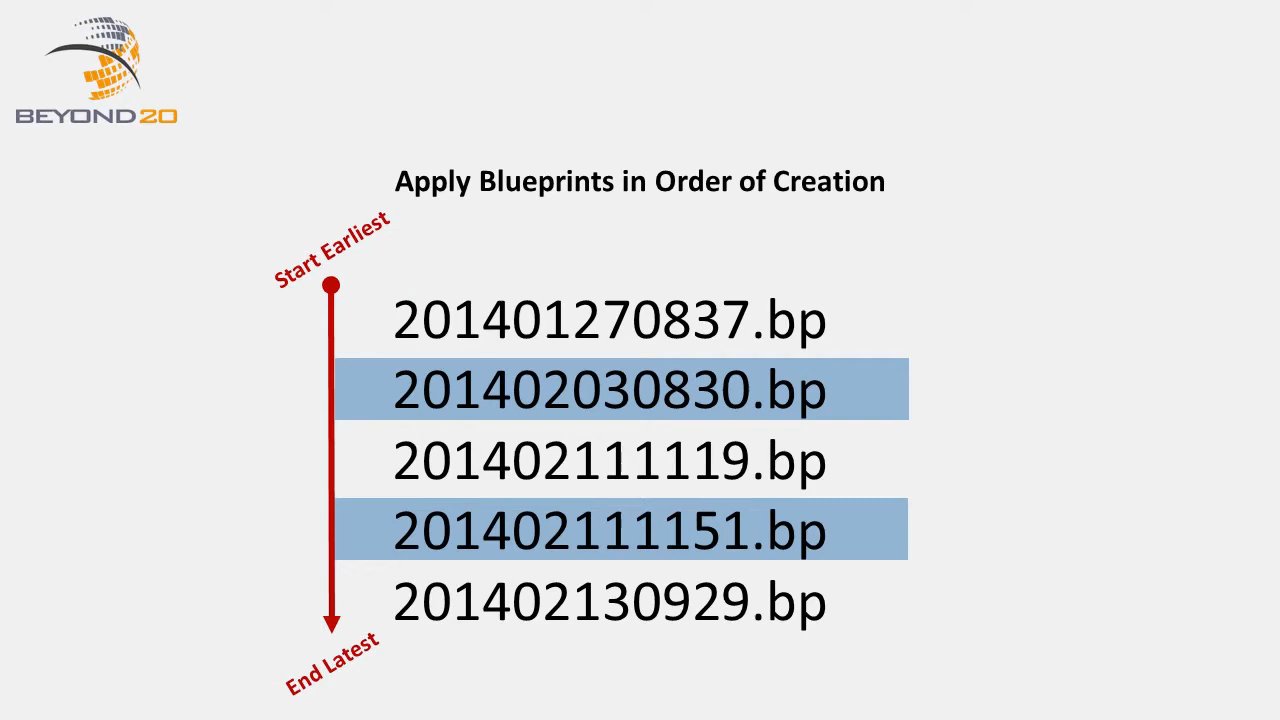 BEYOND20
Apply Blueprints in Order of Creation
Start Earliest
201401270837.bp
201402030830.bp
201402111119.bp
201402111151.bp
201402130929.bp
End Latest